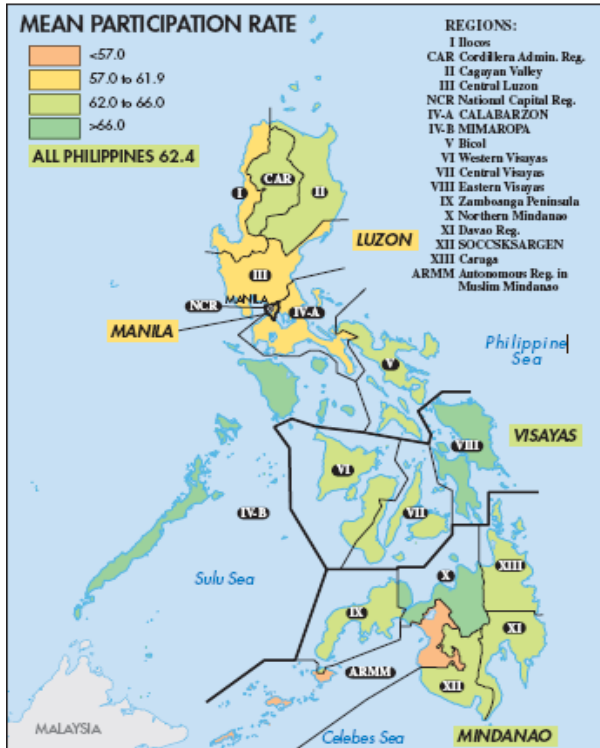 MEAN PARTICIPATION RATE
<57.0
57.0 to 61.9
62.0 to 66.0
>66.0
ALL PHILIPPINES 62.4
REGIONS:
I Ilocos
CAR Cordillera Admin. Reg.
II Cagayan Valley
III Central Luzon
NCR National Capital Reg.
IV-A CALABARZON
IV-B MIMAROPA
V Bicol
VI Western Visayas
VII Central Visayas
VIII Eastern Visayas
IX Zamboanga Peninsula
X Northern Mindanao
XI Davao Reg.
XII SOCCSKSARGEN
XIII Caraga
ARMM Autonomous Reg. in
Muslim Mindanao
CAR
I
II
LUZON
III
NCR
MANILA
IV-A
MANILA
V
Philippine
Sea
VIII
VISAYAS
VI
VII
IV-B
Sulu Sea
X
XIII
IX
XI
ARMM
XII
MALAYSIA
Celebes Sea
MINDANAO